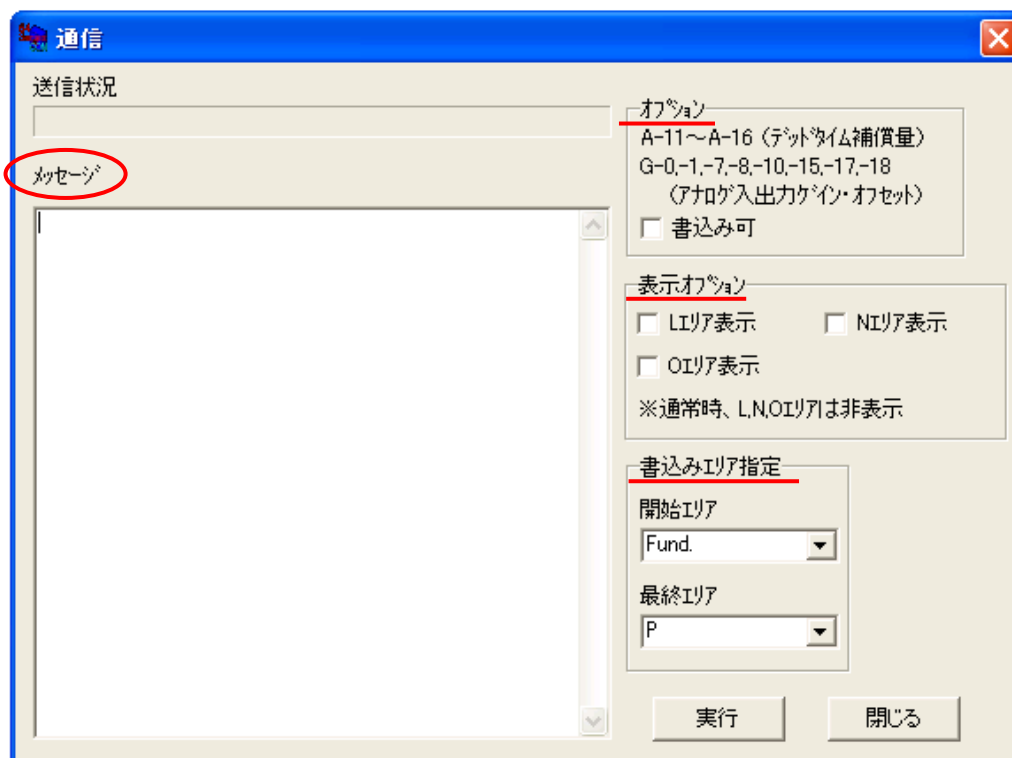 通信
送信状況
メッセージ
オプション
A-11～A-16（デッドタイム補償量）
G-0,-1,-7,-8,-10,-15,-17,-18
（アナログ入出力ゲイン・オフセット）
書込み可
表示オプション
Lエリア表示
Nエリア表示
Oエリア表示
※通常時、L,N,Oエリアは非表示
書込みエリア指定
開始エリア
Fund.
最終エリア
P
実行
閉じる